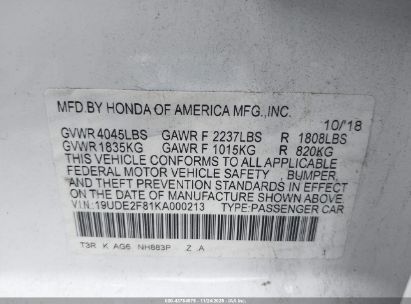 MFD.BY HONDA OF AMERICA MFG.,INC.
10/'18
GVWR 4045LBS GAWR F 2237LBS R 1808LBS
GVWR 1835KG GAWR F 1015KG R 820KG
THIS VEHICLE CONFORMS TO ALL APPLICABLE
FEDERAL MOTOR VEHICLE SAFETY , BUMPER,
AND THEFT PREVENTION STANDARDS IN EFFECT
ON THE DATE OF MANUFACTURE SHOWN ABOVE.
V.I.N.:19UDE2F81KA000213 TYPE:PASSENGER CAR
T3R K AG6 NH883P Z A